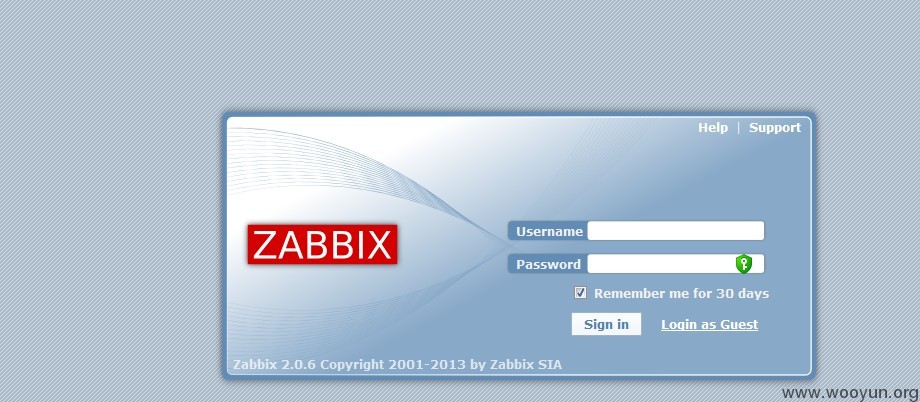 Help | Support
ZABBIX
Username
Password
Remember me for 30 days
Sign in Login as Guest
Zabbix 2.0.6 Copyright 2001-2013 by Zabbix SIA
www.wooyun.org